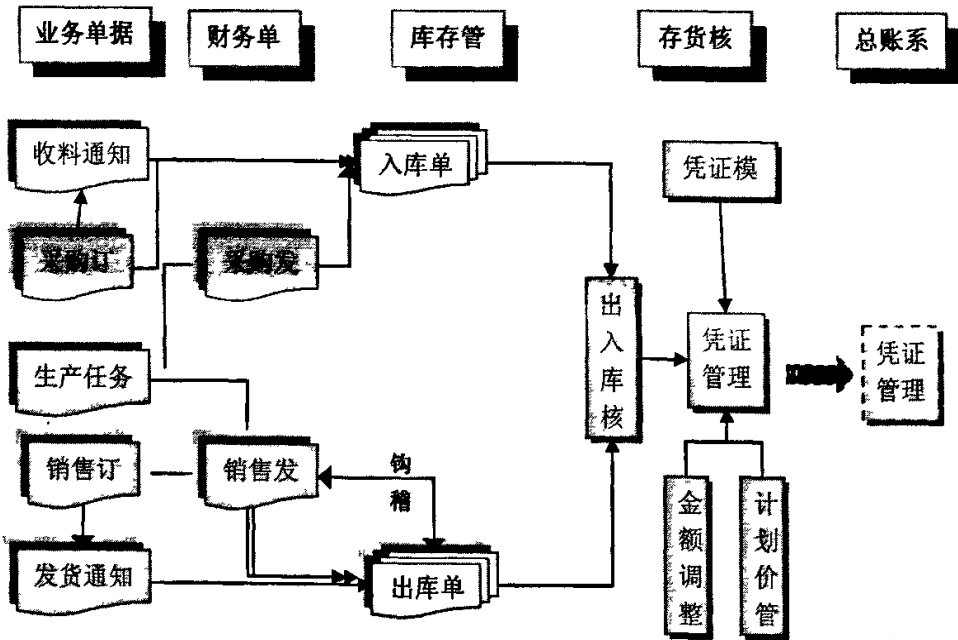 业务单据
财务单
库存管
存货核
总账系
收料通知
入库单
凭证模
采购订
采购发
出入库核
凭证
管理
凭证
管理
生产任务
销售订
销售发
钩
稽
金额调整
计划价管
发货通知
出库单